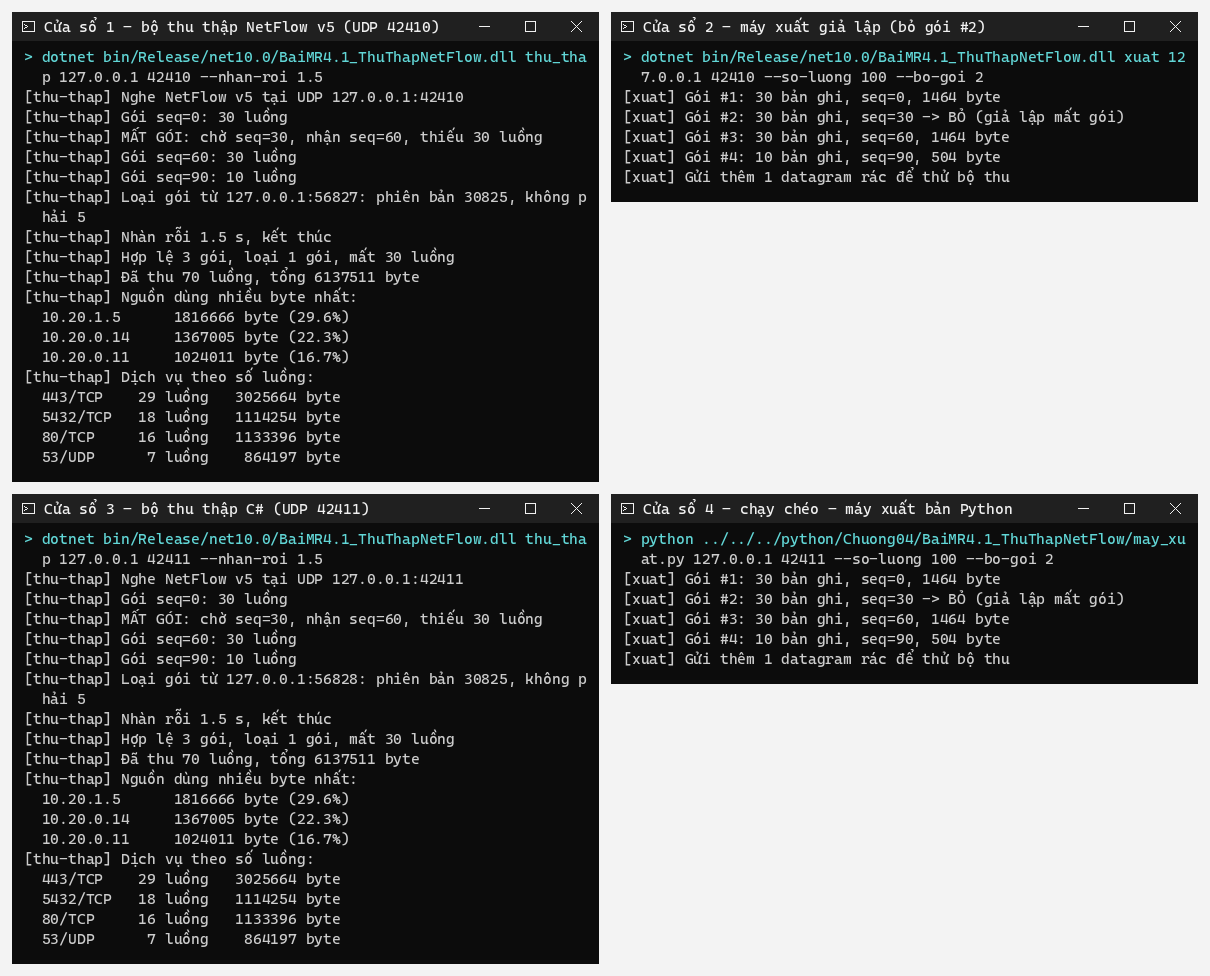 Cửa sổ 1 — bộ thu thập NetFlow v5 (UDP 42410)
> dotnet bin/Release/net10.0/BaiMR4.1_ThuThapNetFlow.dll thu_tha
p 127.0.0.1 42410 --nhan-roi 1.5
[thu-thap] Nghe NetFlow v5 tại UDP 127.0.0.1:42410
[thu-thap] Gói seq=0: 30 luồng
[thu-thap] MẤT GÓI: chờ seq=30, nhận seq=60, thiếu 30 luồng
[thu-thap] Gói seq=60: 30 luồng
[thu-thap] Gói seq=90: 10 luồng
[thu-thap] Loại gói từ 127.0.0.1:56827: phiên bản 30825, không p
hải 5
[thu-thap] Nhàn rỗi 1.5 s, kết thúc
[thu-thap] Hợp lệ 3 gói, loại 1 gói, mất 30 luồng
[thu-thap] Đã thu 70 luồng, tổng 6137511 byte
[thu-thap] Nguồn dùng nhiều byte nhất:
10.20.1.5      1816666 byte (29.6%)
10.20.0.14     1367005 byte (22.3%)
10.20.0.11     1024011 byte (16.7%)
[thu-thap] Dịch vụ theo số luồng:
443/TCP    29 luồng   3025664 byte
5432/TCP   18 luồng   1114254 byte
80/TCP     16 luồng   1133396 byte
53/UDP      7 luồng    864197 byte
Cửa sổ 2 — máy xuất giả lập (bỏ gói #2)
> dotnet bin/Release/net10.0/BaiMR4.1_ThuThapNetFlow.dll xuat 12
7.0.0.1 42410 --so-luong 100 --bo-goi 2
[xuat] Gói #1: 30 bản ghi, seq=0, 1464 byte
[xuat] Gói #2: 30 bản ghi, seq=30 -> BỎ (giả lập mất gói)
[xuat] Gói #3: 30 bản ghi, seq=60, 1464 byte
[xuat] Gói #4: 10 bản ghi, seq=90, 504 byte
[xuat] Gửi thêm 1 datagram rác để thử bộ thu
Cửa sổ 3 — bộ thu thập C# (UDP 42411)
> dotnet bin/Release/net10.0/BaiMR4.1_ThuThapNetFlow.dll thu_tha
p 127.0.0.1 42411 --nhan-roi 1.5
[thu-thap] Nghe NetFlow v5 tại UDP 127.0.0.1:42411
[thu-thap] Gói seq=0: 30 luồng
[thu-thap] MẤT GÓI: chờ seq=30, nhận seq=60, thiếu 30 luồng
[thu-thap] Gói seq=60: 30 luồng
[thu-thap] Gói seq=90: 10 luồng
[thu-thap] Loại gói từ 127.0.0.1:56828: phiên bản 30825, không p
hải 5
[thu-thap] Nhàn rỗi 1.5 s, kết thúc
[thu-thap] Hợp lệ 3 gói, loại 1 gói, mất 30 luồng
[thu-thap] Đã thu 70 luồng, tổng 6137511 byte
[thu-thap] Nguồn dùng nhiều byte nhất:
10.20.1.5      1816666 byte (29.6%)
10.20.0.14     1367005 byte (22.3%)
10.20.0.11     1024011 byte (16.7%)
[thu-thap] Dịch vụ theo số luồng:
443/TCP    29 luồng   3025664 byte
5432/TCP   18 luồng   1114254 byte
80/TCP     16 luồng   1133396 byte
53/UDP      7 luồng    864197 byte
Cửa sổ 4 — chạy chéo — máy xuất bản Python
> python ../../../python/Chuong04/BaiMR4.1_ThuThapNetFlow/may_xu
at.py 127.0.0.1 42411 --so-luong 100 --bo-goi 2
[xuat] Gói #1: 30 bản ghi, seq=0, 1464 byte
[xuat] Gói #2: 30 bản ghi, seq=30 -> BỎ (giả lập mất gói)
[xuat] Gói #3: 30 bản ghi, seq=60, 1464 byte
[xuat] Gói #4: 10 bản ghi, seq=90, 504 byte
[xuat] Gửi thêm 1 datagram rác để thử bộ thu